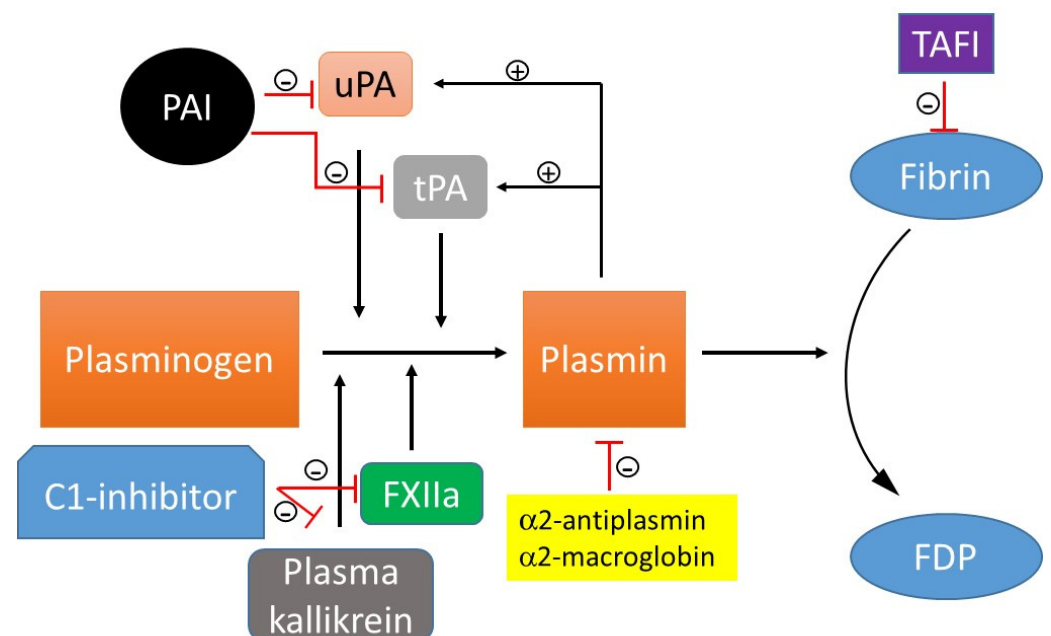 TAFI
PAI
uPA
tPA
Fibrin
Plasminogen
Plasmin
C1-inhibitor
FXIIa
α2-antiplasmin
α2-macroglobin
FDP
Plasma
kallikrein